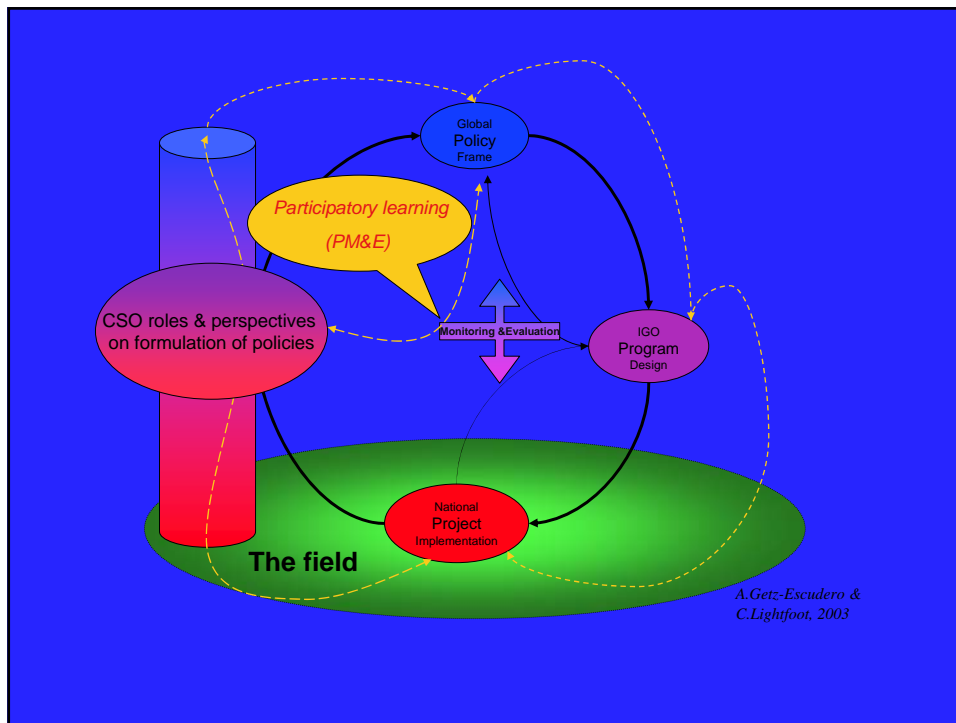 Global
Policy
Frame
Participatory learning
(PM&E)
CSO roles & perspectives
on formulation of policies
Monitoring &Evaluation
IGO
Program
Design
National
Project
Implementation
The field
A.Getz-Escudero &
C.Lightfoot, 2003